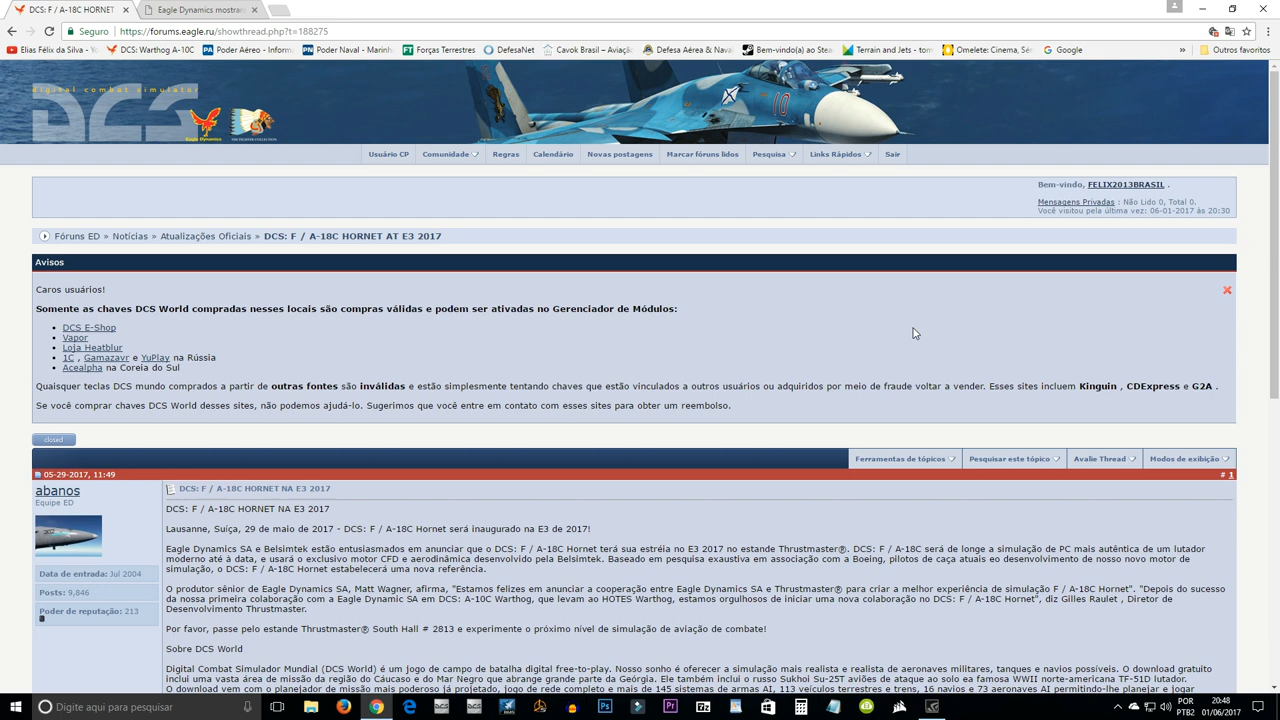 DCS: F / A-18C HORNET
Eagle Dynamics mostran
Seguro
https://forums.eagle.ru/showthread.php?t=188275
Elias Félix da Silva - Yo
DCS: Warthog A-10C
Poder Aéreo - Informa
Poder Naval - Marinh
Forças Terrestres
DefesaNet
Cavok Brasil – Aviaçã
Defesa Aérea & Nava
Bem-vindo(a) ao Stea
Terrain and Jets - tom
Omelete: Cinema, Sé
Google
»
Outros favoritos
digital combat simulator
DCS
Eagle Dynamics
THE FIGHTER COLLECTION
10
Usuário CP
Comunidade
Regras
Calendário
Novas postagens
Marcar fóruns lidos
Pesquisa
Links Rápidos
Sair
Bem-vindo, FELIX2013BRASIL .
Mensagens Privadas : Não Lido 0, Total 0.
Você visitou pela última vez: 06-01-2017 às 20:30
Fóruns ED » Notícias » Atualizações Oficiais » DCS: F / A-18C HORNET AT E3 2017
Avisos
Caros usuários!
Somente as chaves DCS World compradas nesses locais são compras válidas e podem ser ativadas no Gerenciador de Módulos:
DCS E-Shop
Vapor
Loja Heatblur
1C , Gamazavr e YuPlay na Rússia
Acealpha na Coreia do Sul
Quaisquer teclas DCS mundo comprados a partir de outras fontes são inválidas e estão simplesmente tentando chaves que estão vinculados a outros usuários ou adquiridos por meio de fraude voltar a vender. Esses sites incluem Kinguin , CDExpress e G2A .
Se você comprar chaves DCS World desses sites, não podemos ajudá-lo. Sugerimos que você entre em contato com esses sites para obter um reembolso.
closed
Ferramentas de tópicos
Pesquisar este tópico
Avalie Thread
Modos de exibição
05-29-2017, 11:49
# 1
abanos
Equipe ED
Data de entrada: Jul 2004
Posts: 9,846
Poder de reputação: 213
DCS: F / A-18C HORNET NA E3 2017
DCS: F / A-18C HORNET NA E3 2017
Lausanne, Suíça, 29 de maio de 2017 - DCS: F / A-18C Hornet será inaugurado na E3 de 2017!
Eagle Dynamics SA e Belsimtek estão entusiasmados em anunciar que o DCS: F / A-18C Hornet terá sua estréia no E3 2017 no estande Thrustmaster®. DCS: F / A-18C será de longe a simulação de PC mais autêntica de um lutador
moderno até à data, e usará o exclusivo motor CFD e aerodinâmica desenvolvido pela Belsimtek. Baseado em pesquisa exaustiva em associação com a Boeing, pilotos de caça atuais eo desenvolvimento de nosso novo motor de
simulação, o DCS: F / A-18C Hornet estabelecerá uma nova referência.
O produtor sênior de Eagle Dynamics SA, Matt Wagner, afirma, "Estamos felizes em anunciar a cooperação entre Eagle Dynamics SA e Thrustmaster® para criar a melhor experiência de simulação F / A-18C Hornet". "Depois do sucesso
da nossa primeira colaboração com a Eagle Dynamic SA em DCS: A-10C Warthog, que levam ao HOTES Warthog, estamos orgulhosos de iniciar uma nova colaboração no DCS: F / A-18C Hornet", diz Gilles Raulet , Diretor de
Desenvolvimento Thrustmaster.
Por favor, passe pelo estande Thrustmaster® South Hall # 2813 e experimente o próximo nível de simulação de aviação de combate!
Sobre DCS World
Digital Combat Simulador Mundial (DCS World) é um jogo de campo de batalha digital free-to-play. Nosso sonho é oferecer a simulação mais realista e realista de aeronaves militares, tanques e navios possíveis. O download gratuito
inclui uma vasta área de missão da região do Cáucaso e do Mar Negro que abrange grande parte da Geórgia. Ele também inclui o russo Sukhoi Su-25T aviões de ataque ao solo ea famosa WWII norte-americana TF-51D lutador.
O download vem com o planejador de missão mais poderoso já projetado, jogo de rede completo e mais de 145 sistemas de armas AI, 113 veículos terrestres e trens, 16 navios e 73 aeronaves AI permitindo-lhe planejar e jogar
Digite aqui para pesquisar
POR
PTB2
20:48
01/06/2017